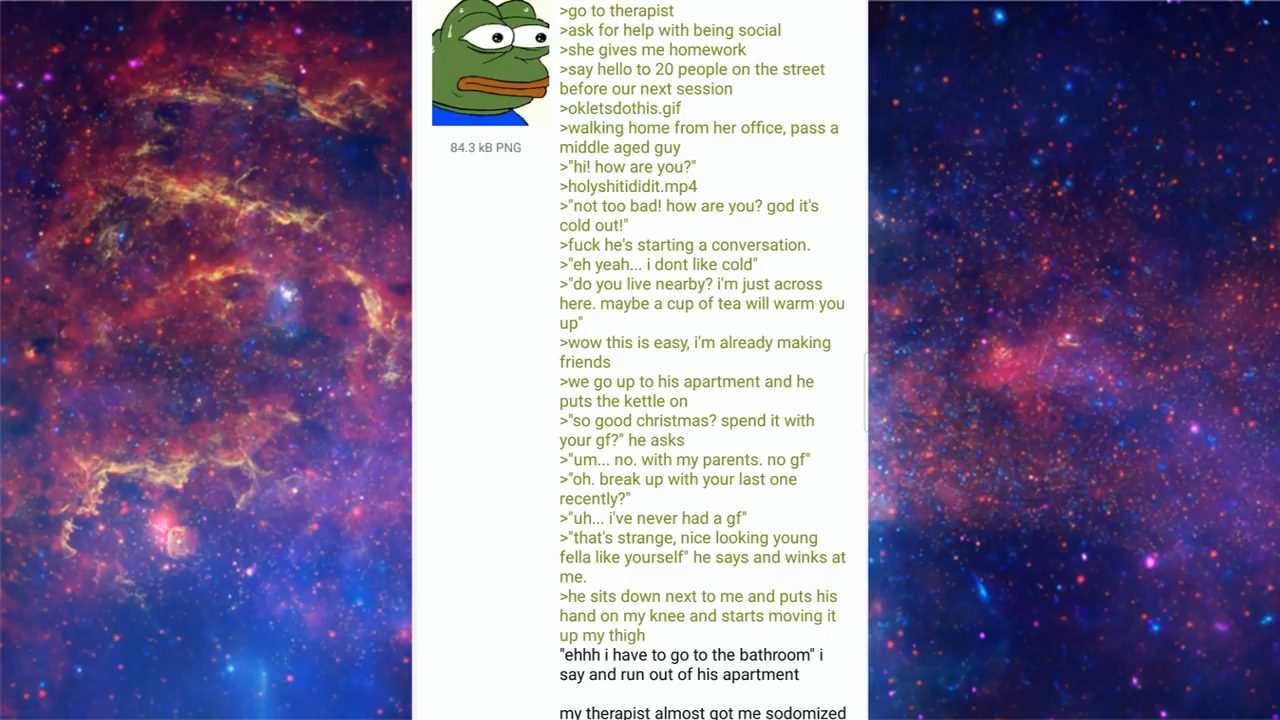 >go to therapist
>ask for help with being social
>she gives me homework
>say hello to 20 people on the street
before our next session
>okletsdothis.gif
>walking home from her office, pass a
middle aged guy
>"hi! how are you?"
>holyshitididit.mp4
>"not too bad! how are you? god it's
cold out!"
>fuck he's starting a conversation.
>"eh yeah... i dont like cold"
>"do you live nearby? i'm just across
here. maybe a cup of tea will warm you
up"
>wow this is easy, i'm already making
friends
>we go up to his apartment and he
puts the kettle on
>"so good christmas? spend it with
your gf?" he asks
>"um... no. with my parents. no gf"
>"oh. break up with your last one
recently?"
>"uh... i've never had a gf"
>"that's strange, nice looking young
fella like yourself" he says and winks at
me.
>he sits down next to me and puts his
hand on my knee and starts moving it
up my thigh
"ehhh i have to go to the bathroom" i
say and run out of his apartment
my therapist almost got me sodomized
84.3 kB PNG